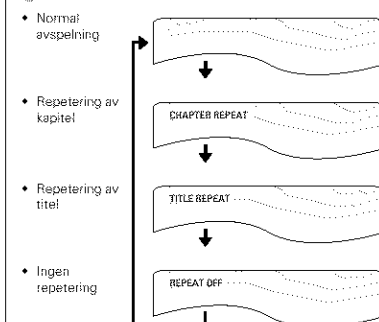 • Normal
avspelning
• Repetering av
kapitel
CHAPTER REPEAT
• Repetering av
titel
TITLE REPEAT
• Ingen
repetering
REPEAT OFF